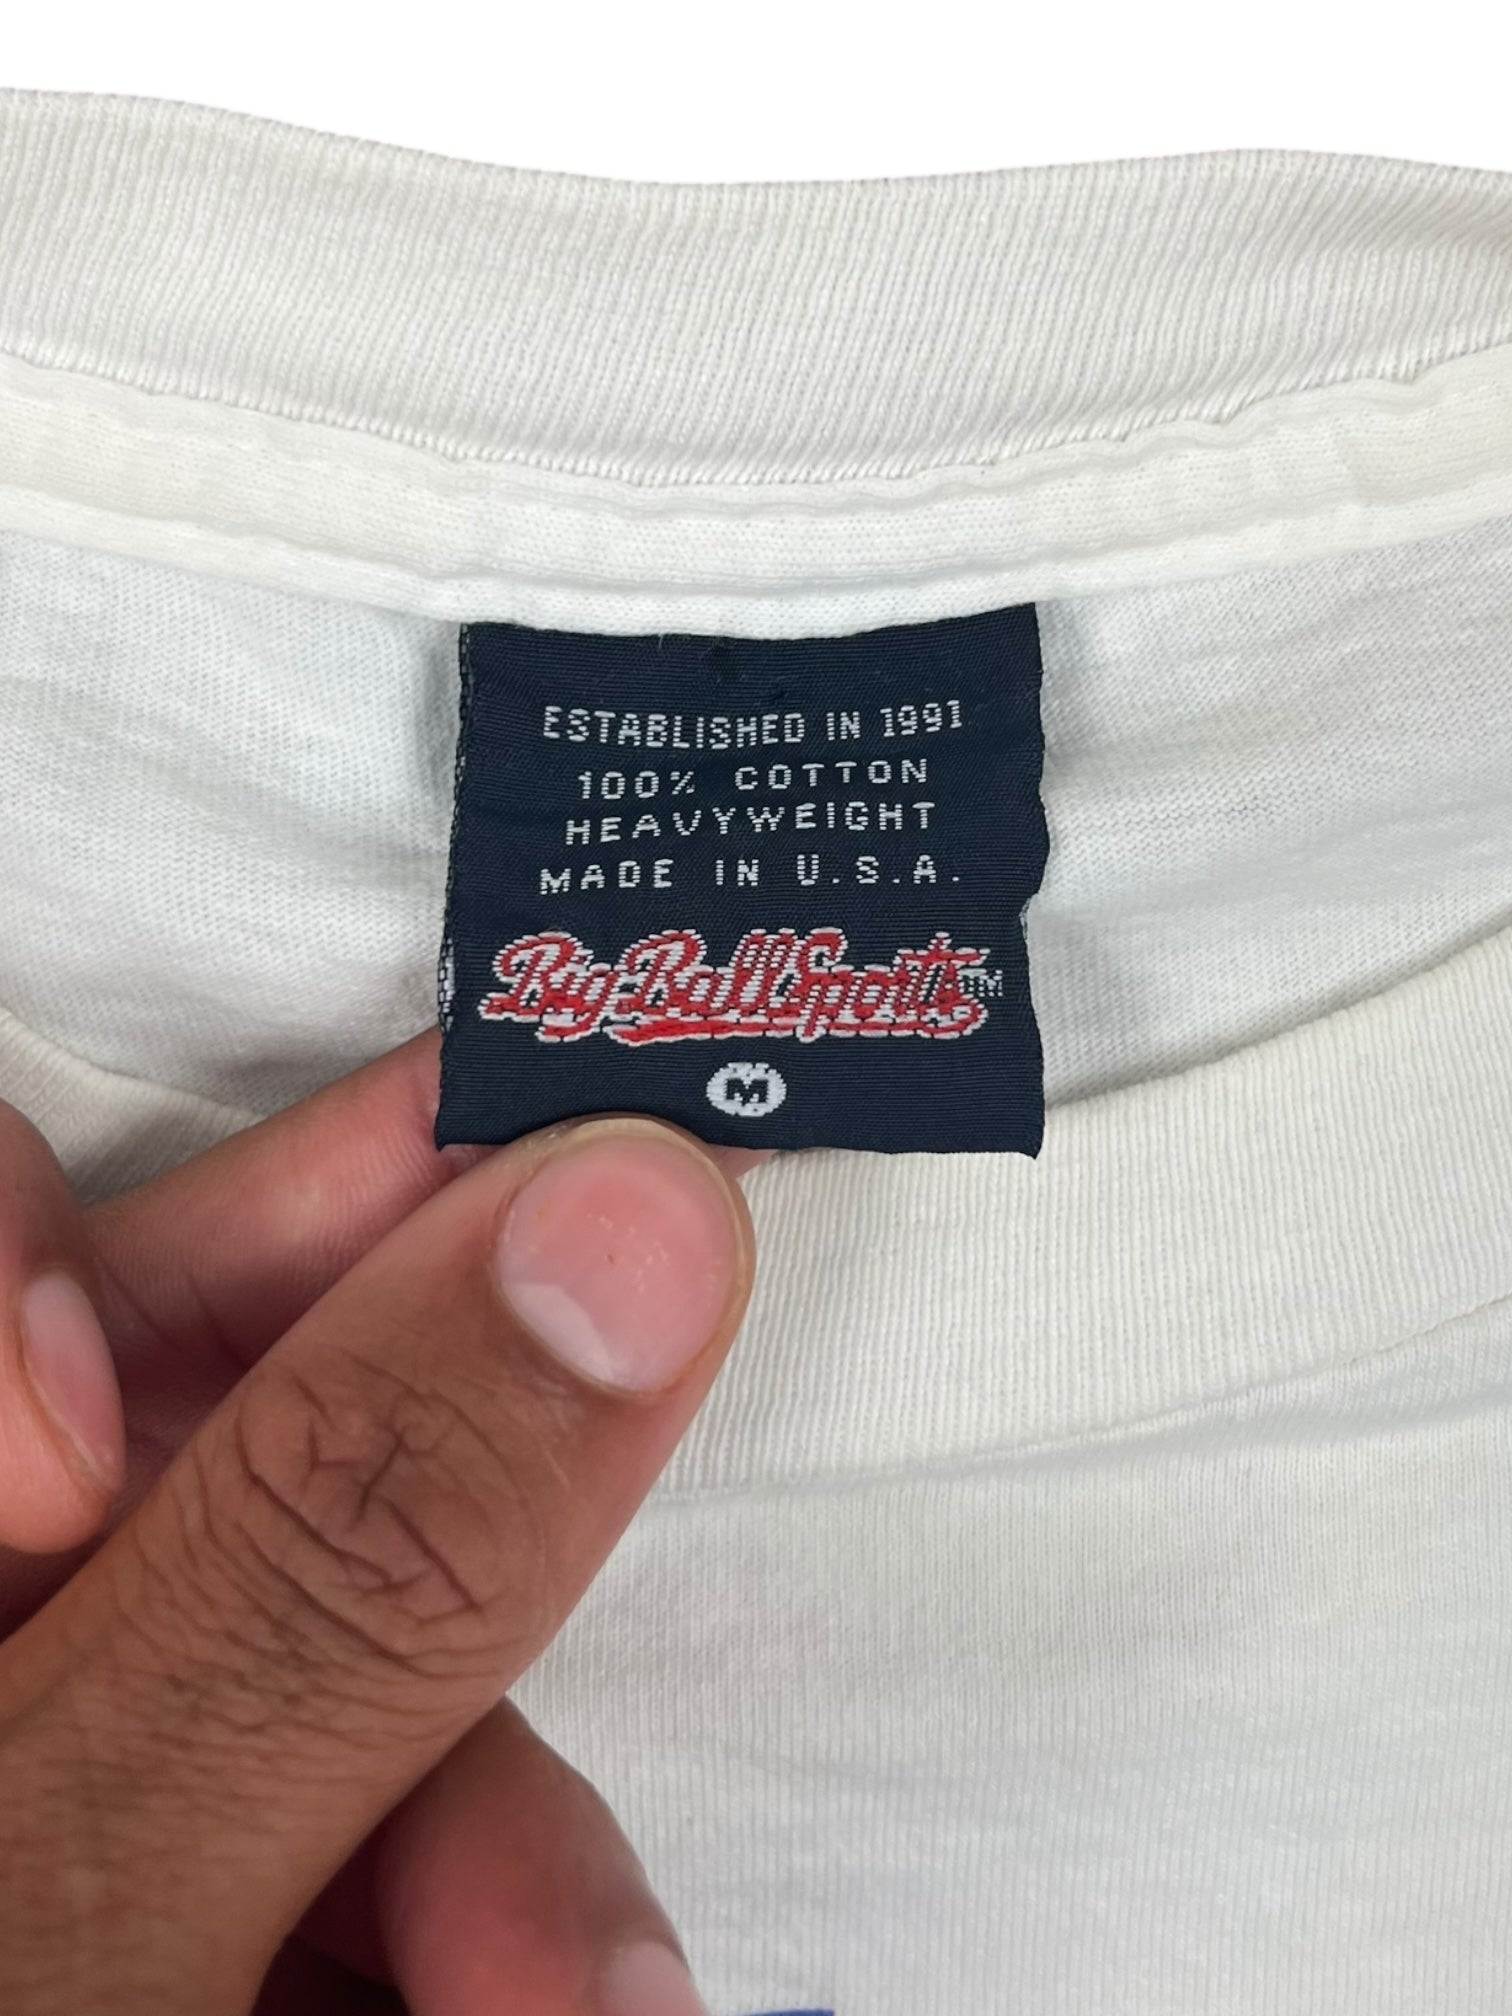 ESTABLISHED IN 1991
100% COTTON
HEAVYWEIGHT
MADE IN U.S.A.
Big Ball Sports™
M